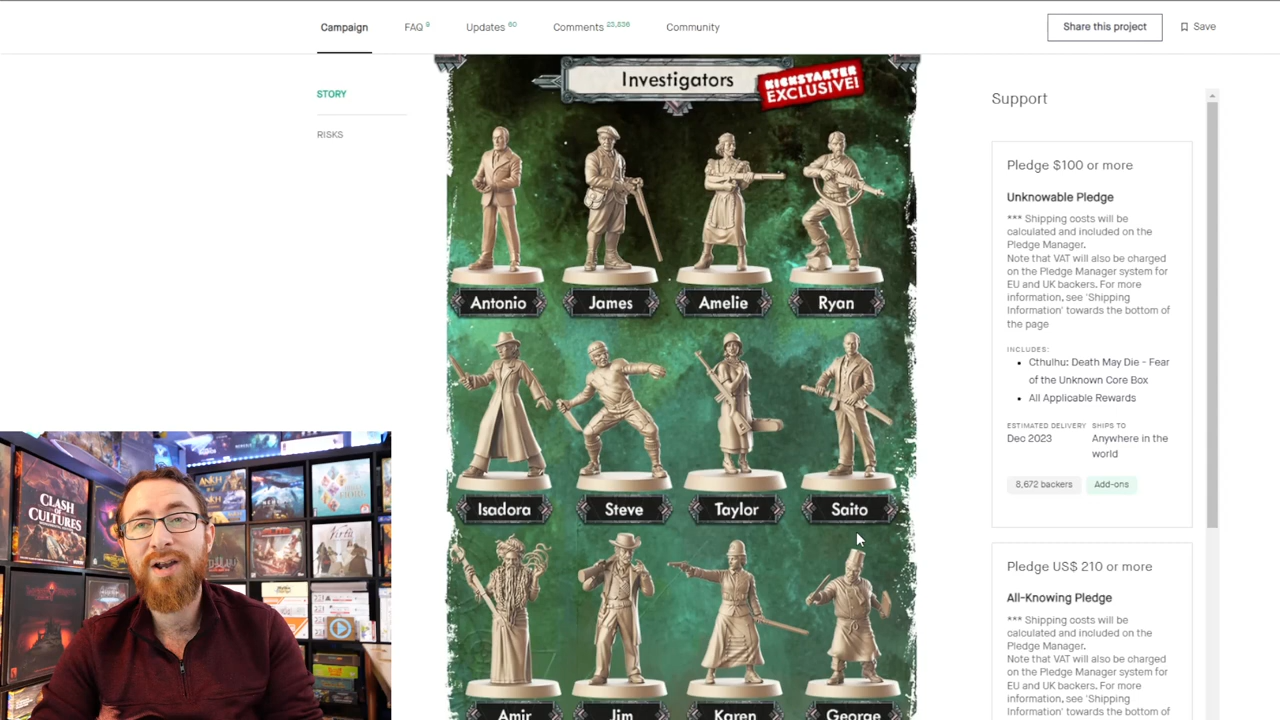 Campaign
FAQ 9
Updates 60
Comments 23,836
Community
Share this project
Save
STORY
RISKS
Investigators
KICKSTARTER
EXCLUSIVE!
Antonio
James
Amelie
Ryan
Isadora
Steve
Taylor
Saito
Amir
Jim
Karen
George
Support
Pledge $100 or more
Unknowable Pledge
*** Shipping costs will be
calculated and included on the
Pledge Manager.
Note that VAT will also be charged
on the Pledge Manager system for
EU and UK backers. For more
information, see 'Shipping
Information' towards the bottom of
the page
INCLUDES:
• Cthulhu: Death May Die - Fear
of the Unknown Core Box
• All Applicable Rewards
ESTIMATED DELIVERY
Dec 2023
SHIPS TO
Anywhere in the
world
8,672 backers
Add-ons
Pledge US$ 210 or more
All-Knowing Pledge
*** Shipping costs will be
calculated and included on the
Pledge Manager.
Note that VAT will also be charged
on the Pledge Manager system for
EU and UK backers. For more
information, see 'Shipping
Information' towards the bottom of
CLASH
OF
CULTURES
ANKH